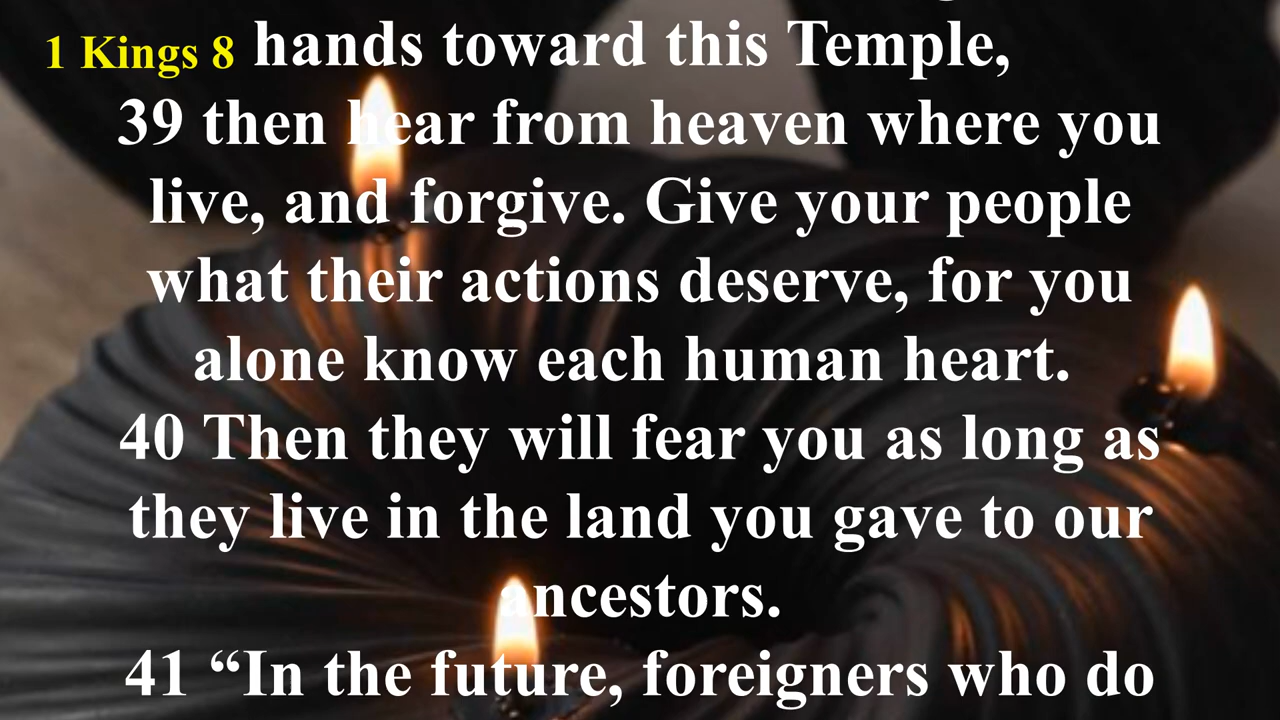 1 Kings 8
hands toward this Temple,
39 then hear from heaven where you
live, and forgive. Give your people
what their actions deserve, for you
alone know each human heart.
40 Then they will fear you as long as
they live in the land you gave to our
ancestors.
41 “In the future, foreigners who do